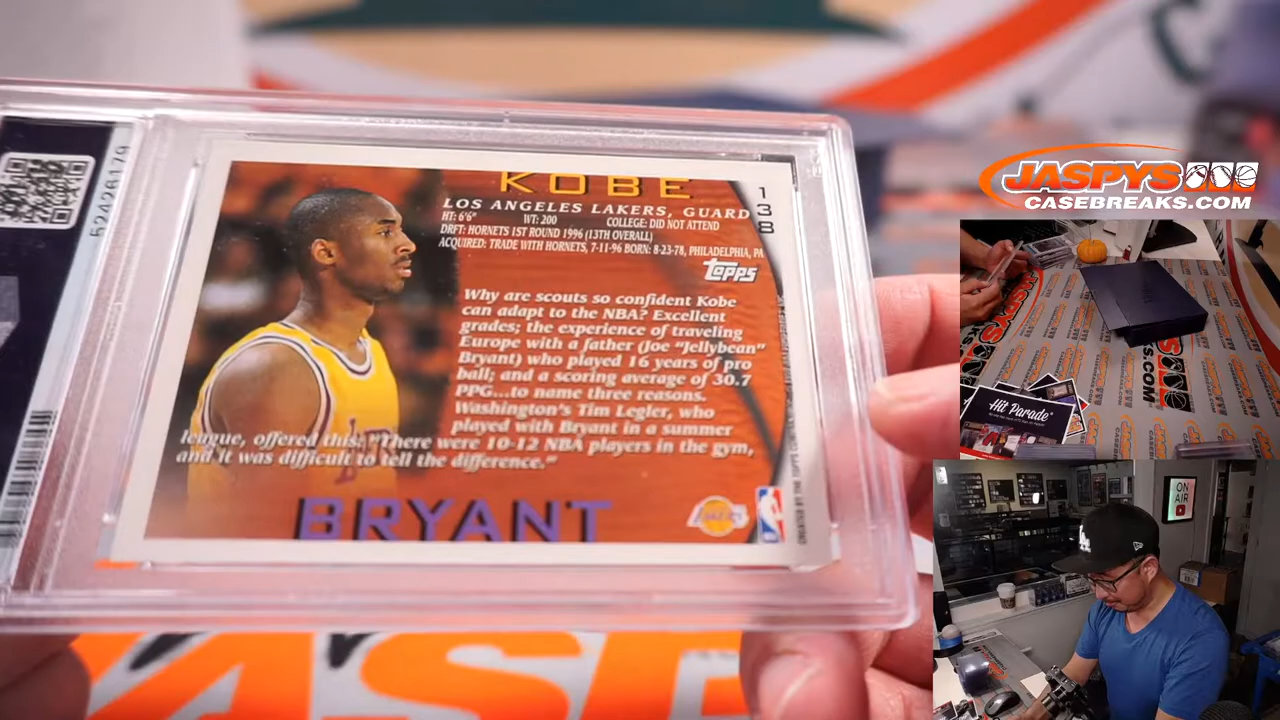 KOBE
LOS ANGELES LAKERS, GUARD
HT: 6'6" WT: 200 COLLEGE: DID NOT ATTEND
DRFT: HORNETS 1ST ROUND 1996 (13TH OVERALL)
ACQUIRED: TRADE WITH HORNETS, 7-11-96 BORN: 8-23-78, PHILADELPHIA, PA
138
TOPPS
Why are scouts so confident Kobe
can adapt to the NBA? Excellent
grades; the experience of traveling
Europe with a father (Joe "Jellybean"
Bryant) who played 16 years of pro
ball; and a scoring average of 30.7
PPG...to name three reasons.
Washington's Tim Legler, who
played with Bryant in a summer
league, offered this: "There were 10-12 NBA players in the gym,
and it was difficult to tell the difference."
BRYANT
LAKERS
NBA
52426179
JASPYS
CASEBREAKS.COM
Hit Parade
.COM
ON
AIR
LA